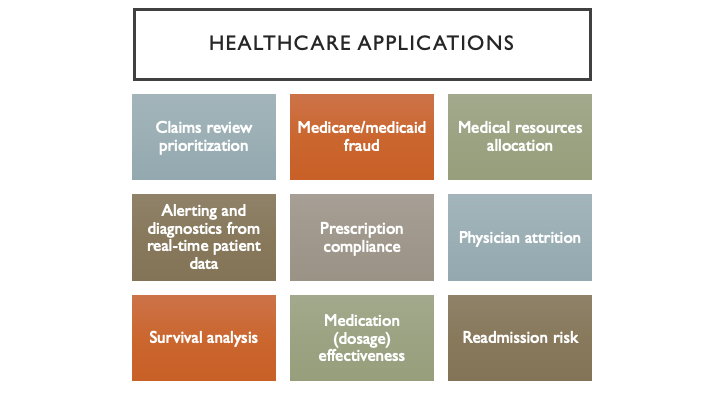 HEALTHCARE APPLICATIONS
Claims review
prioritization
Medicare/medicaid
fraud
Medical resources
allocation
Alerting and
diagnostics from
real-time patient
data
Prescription
compliance
Physician attrition
Survival analysis
Medication
(dosage)
effectiveness
Readmission risk